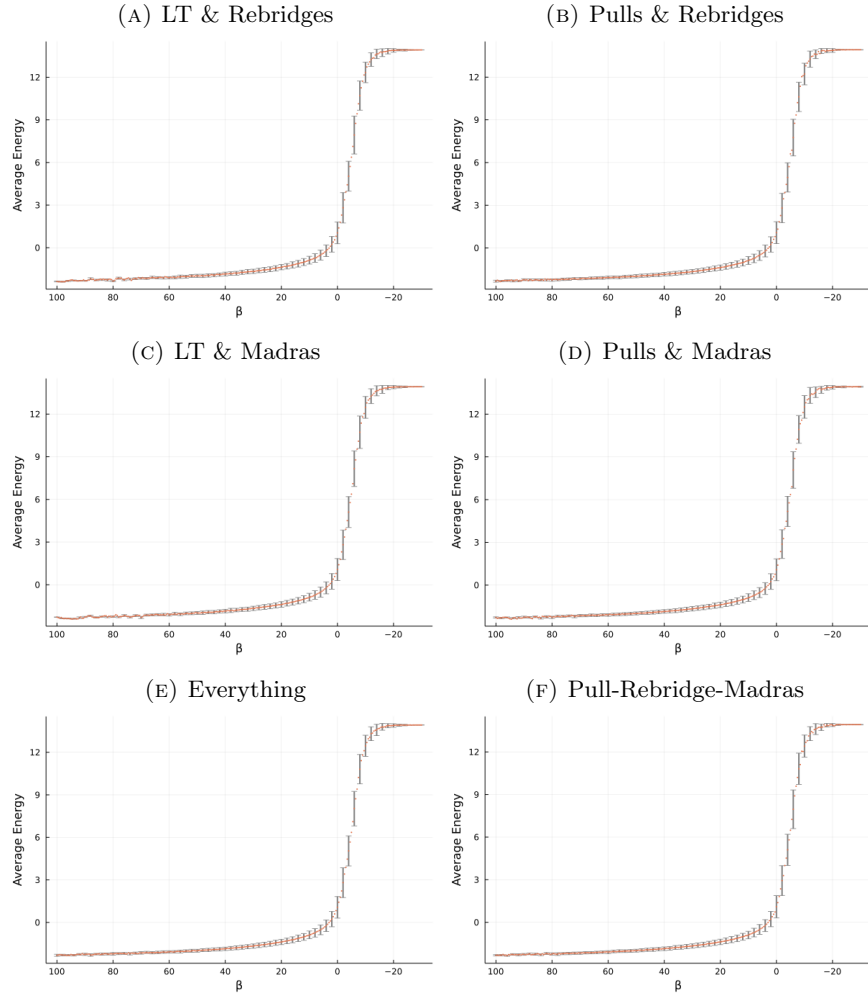 (A) LT & Rebridges
Average Energy
12
9
6
3
0
100 80 60 40 20 0 −20
β
(B) Pulls & Rebridges
Average Energy
12
9
6
3
0
100 80 60 40 20 0 −20
β
(C) LT & Madras
Average Energy
12
9
6
3
0
100 80 60 40 20 0 −20
β
(D) Pulls & Madras
Average Energy
12
9
6
3
0
100 80 60 40 20 0 −20
β
(E) Everything
Average Energy
12
9
6
3
0
100 80 60 40 20 0 −20
β
(F) Pull-Rebridge-Madras
Average Energy
12
9
6
3
0
100 80 60 40 20 0 −20
β